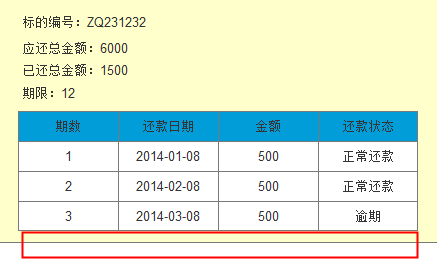 标的编号：ZQ231232
应还总金额：6000
已还总金额：1500
期限：12
期数 还款日期 金额 还款状态
1 2014-01-08 500 正常还款
2 2014-02-08 500 正常还款
3 2014-03-08 500 逾期